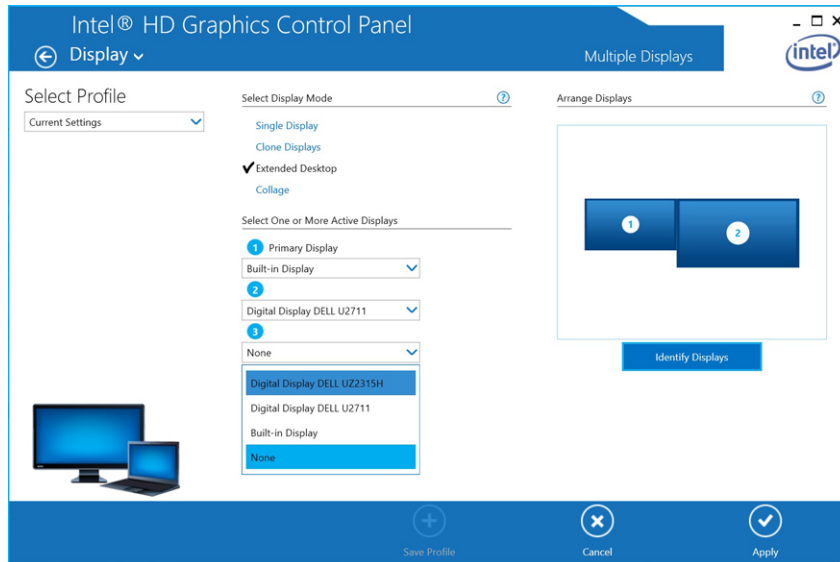 Intel® HD Graphics Control Panel
Display
Multiple Displays
intel
Select Profile
Current Settings
Select Display Mode
?
Single Display
Clone Displays
Extended Desktop
Collage
Select One or More Active Displays
1 Primary Display
Built-in Display
2
Digital Display DELL U2711
3
None
Digital Display DELL UZ2315H
Digital Display DELL U2711
Built-in Display
None
Arrange Displays
?
1
2
Identify Displays
Save Profile
Cancel
Apply